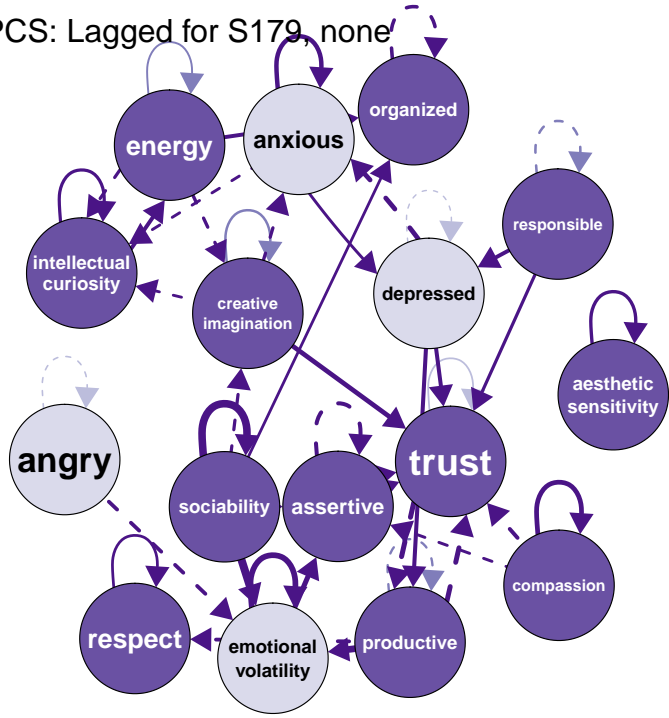 PCS: Lagged for S179, none
organized
energy
anxious
responsible
intellectual
curiosity
creative
imagination
depressed
aesthetic
sensitivity
angry
trust
sociability
assertive
compassion
respect
emotional
volatility
productive